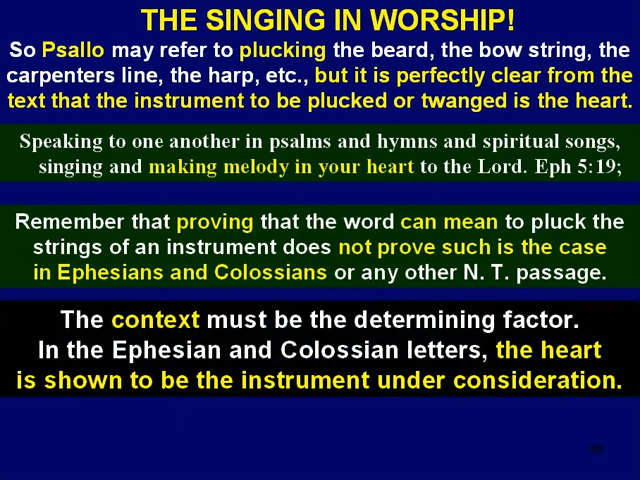 THE SINGING IN WORSHIP!
So Psallo may refer to plucking the beard, the bow string, the
carpenters line, the harp, etc., but it is perfectly clear from the
text that the instrument to be plucked or twanged is the heart.
Speaking to one another in psalms and hymns and spiritual songs,
singing and making melody in your heart to the Lord. Eph 5:19;
Remember that proving that the word can mean to pluck the
strings of an instrument does not prove such is the case
in Ephesians and Colossians or any other N. T. passage.
The context must be the determining factor.
In the Ephesian and Colossian letters, the heart
is shown to be the instrument under consideration.